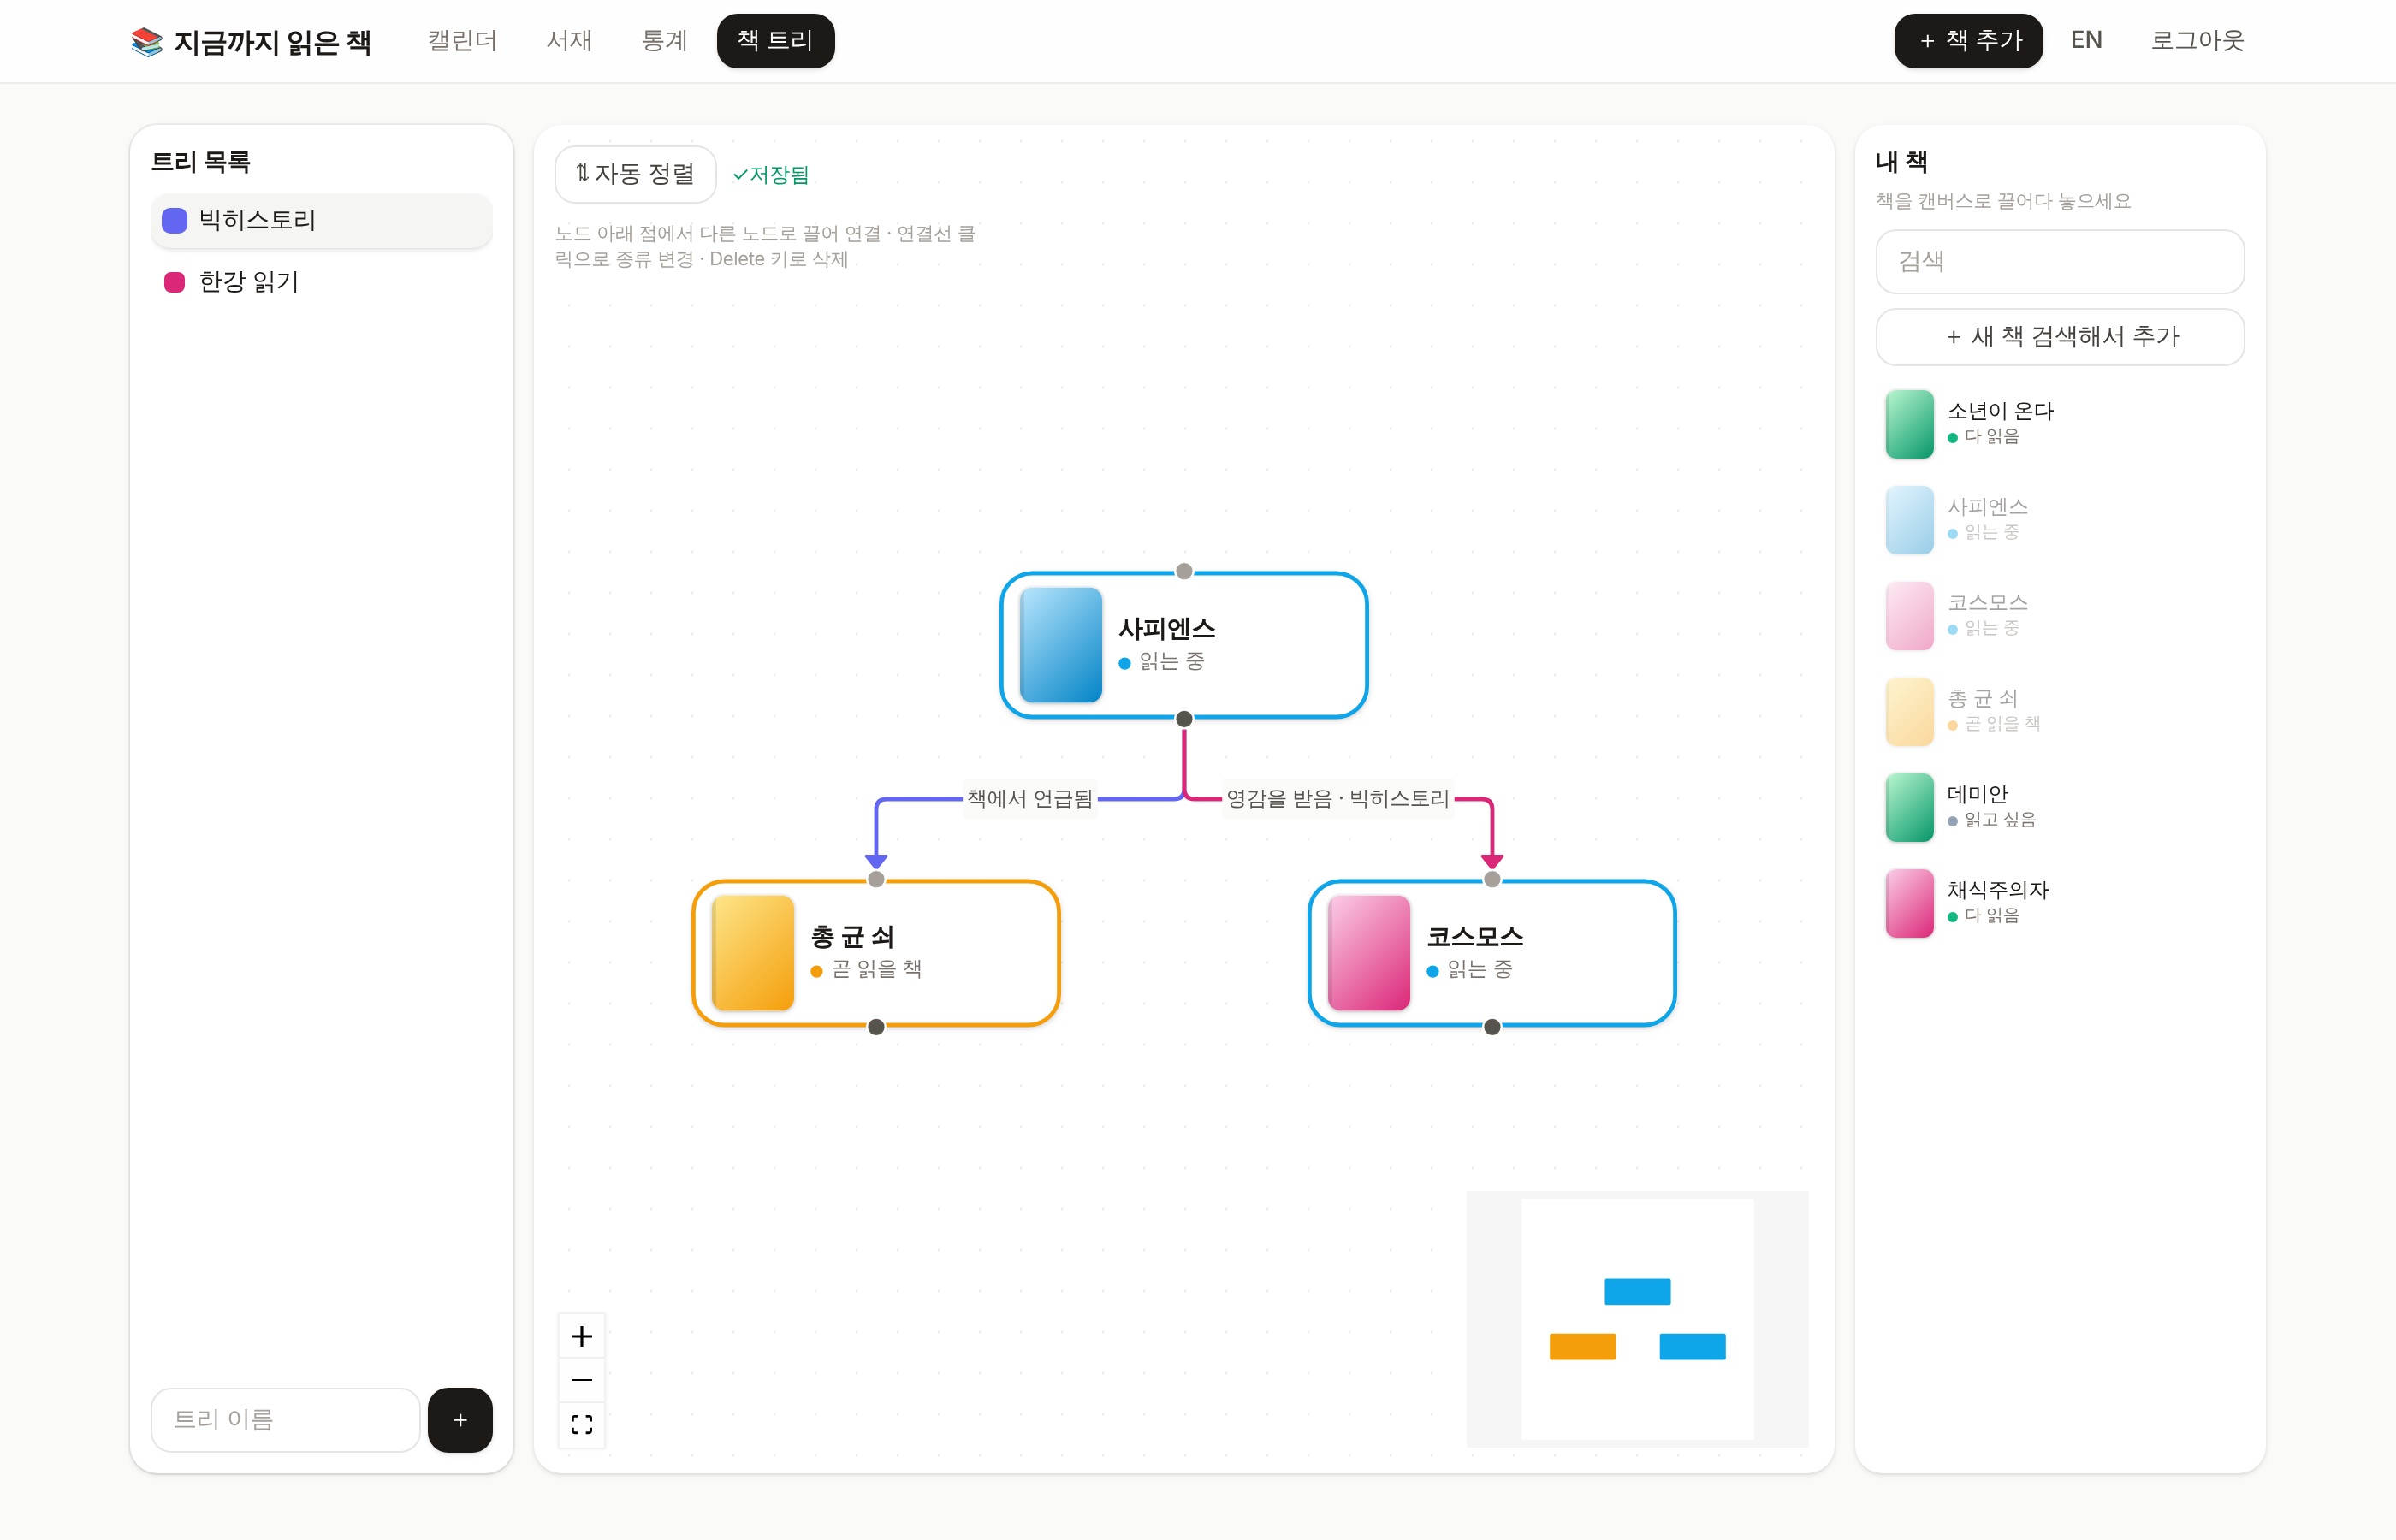 📚 지금까지 읽은 책
캘린더
서재
통계
책 트리
+ 책 추가
EN
로그아웃
트리 목록
빅히스토리
한강 읽기
트리 이름
+
⇅ 자동 정렬
✓저장됨
노드 아래 점에서 다른 노드로 끌어 연결 · 연결선 클
릭으로 종류 변경 · Delete 키로 삭제
사피엔스
읽는 중
책에서 언급됨
영감을 받음 · 빅히스토리
총 균 쇠
곧 읽을 책
코스모스
읽는 중
내 책
책을 캔버스로 끌어다 놓으세요
검색
+ 새 책 검색해서 추가
소년이 온다
다 읽음
사피엔스
읽는 중
코스모스
읽는 중
총 균 쇠
곧 읽을 책
데미안
읽고 싶음
채식주의자
다 읽음